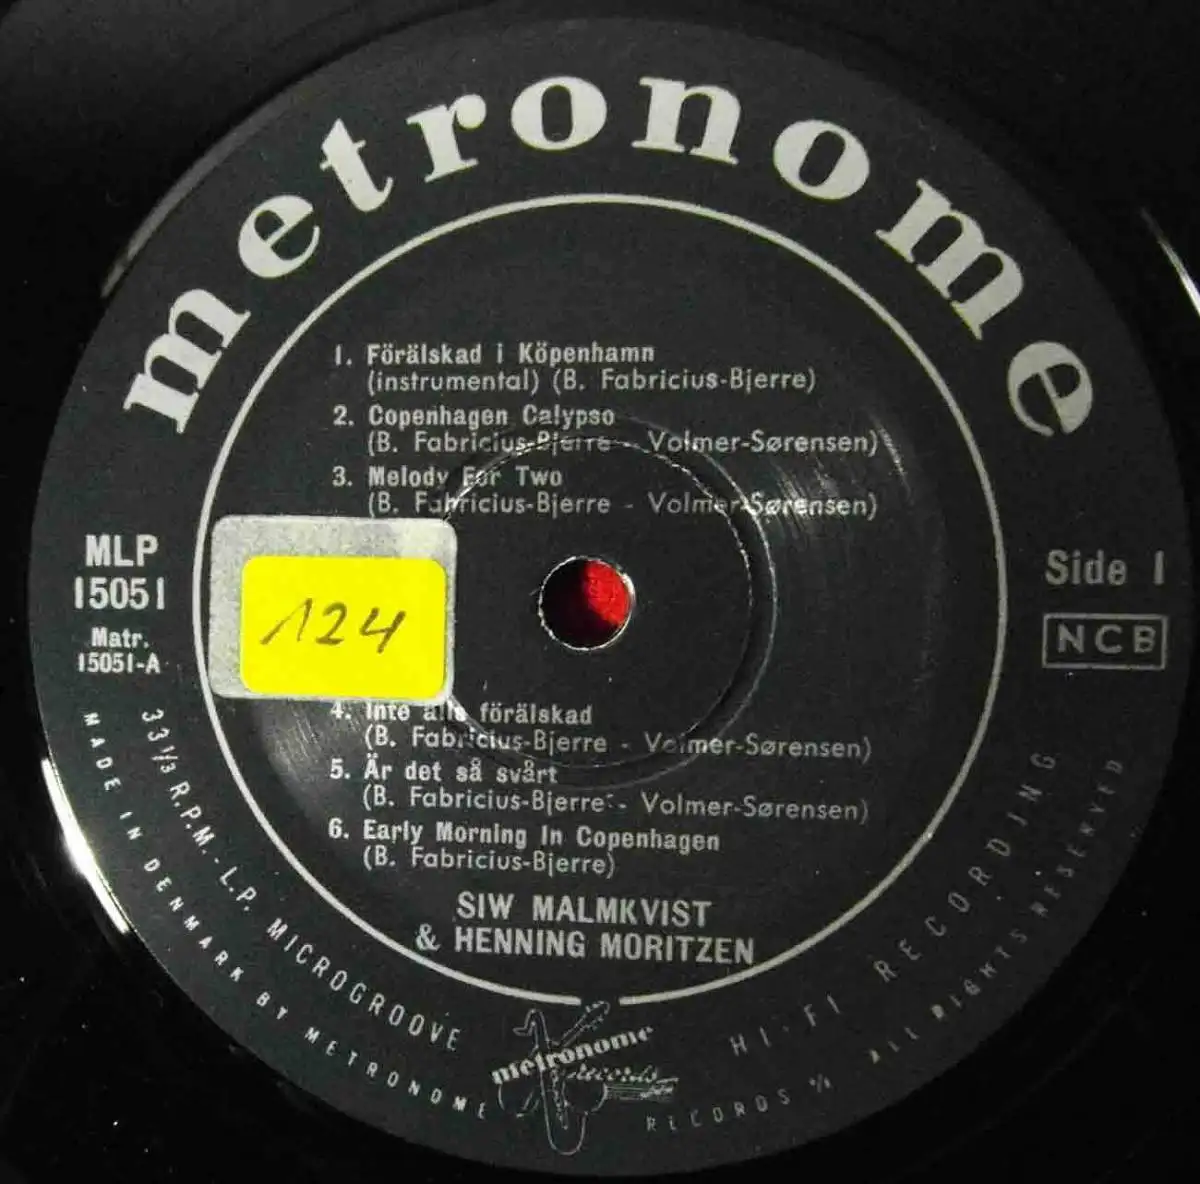 metronome
1. Förälskad i Köpenhamn
(instrumental) (B. Fabricius-Bjerre)
2. Copenhagen Calypso
(B. Fabricius-Bjerre - Volmer-Sørensen)
3. Melody For Two
(B. Fabricius-Bjerre - Volmer-Sørensen)
MLP
15051
Matr.
15051-A
124
Side 1
NCB
4. Inte alls förälskad
(B. Fabricius-Bjerre - Volmer-Sørensen)
5. Är det så svårt
(B. Fabricius-Bjerre - Volmer-Sørensen)
6. Early Morning In Copenhagen
(B. Fabricius-Bjerre)
SIW MALMKVIST
& HENNING MORITZEN
33 1/3 R.P.M.-L.P. MICROGROOVE
HI-FI RECORDING
MADE IN DENMARK BY METRONOME
RECORDS % ALL RIGHTS RESERVED
metronome
records